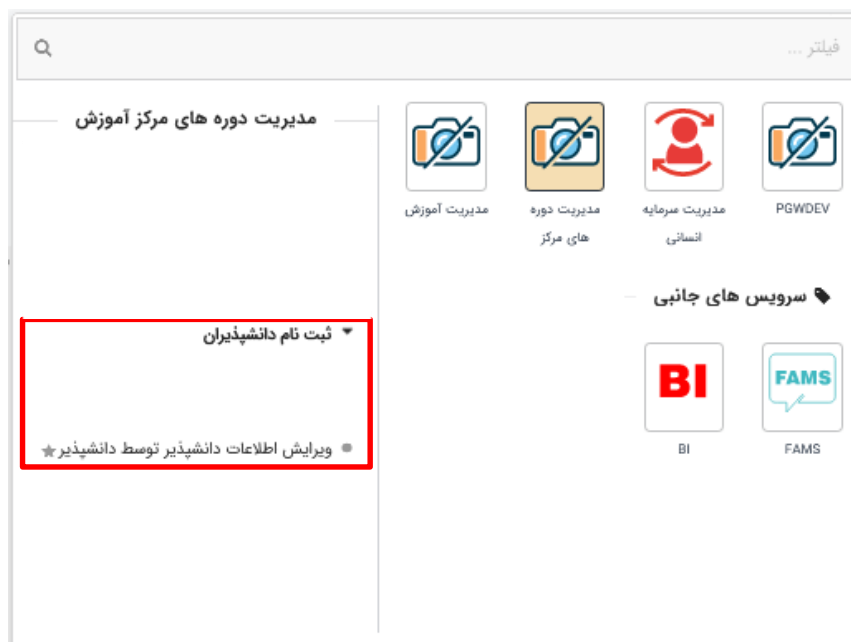 فیلتر ...
PGWDEV
مدیریت سرمایه
انسانی
مدیریت دوره
های مرکز
مدیریت آموزش
سرویس های جانبی
FAMS
FAMS
BI
BI
مدیریت دوره های مرکز آموزش
ثبت نام دانشپذیران
ویرایش اطلاعات دانشپذیر توسط دانشپذیر